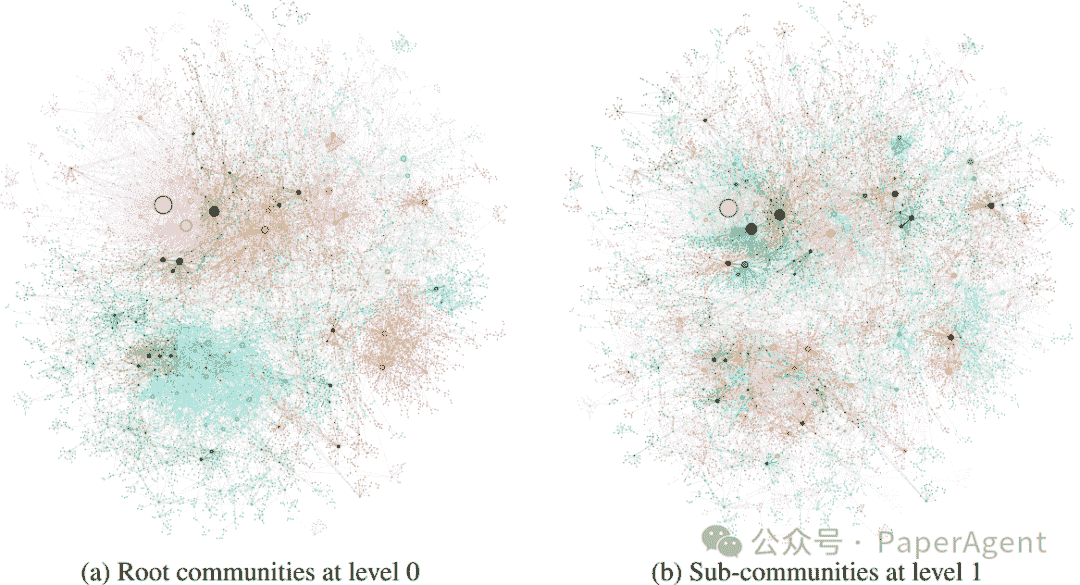 公众号 · PaperAgent
(a) Root communities at level 0
(b) Sub-communities at level 1